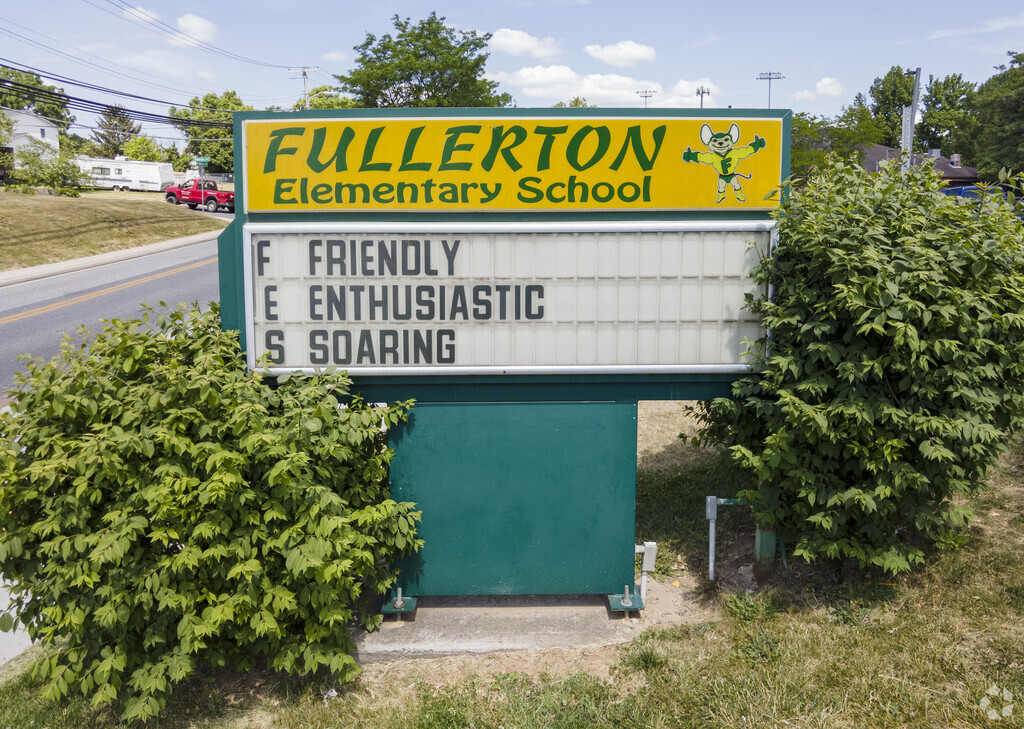 FULLERTON
Elementary School
F FRIENDLY
E ENTHUSIASTIC
S SOARING